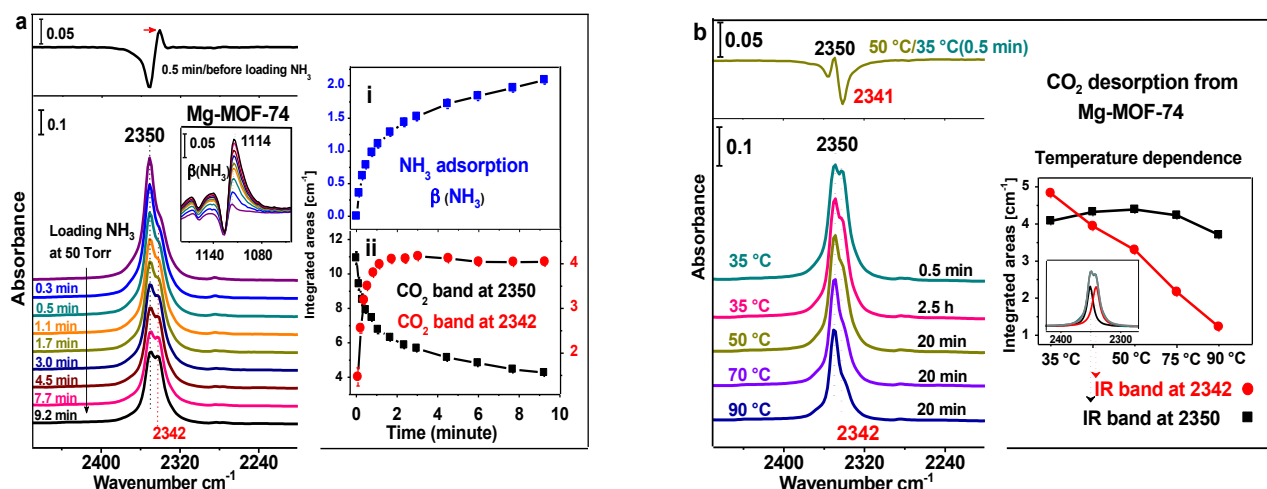 a
0.05
0.5 min/before loading NH3
0.1
Mg-MOF-74
2350
0.05
1114
β(NH3)
1140
1080
Loading NH3
at 50 Torr
0.3 min
0.5 min
1.1 min
1.7 min
3.0 min
4.5 min
7.7 min
9.2 min
2342
Absorbance
2400
2320
2240
Wavenumber cm-1
i
2.0
1.5
1.0
0.5
0.0
NH3 adsorption
β (NH3)
Integrated areas [cm-1]
ii
12
10
8
6
4
4
3
2
CO2 band at 2350
CO2 band at 2342
0
2
4
6
8
10
Time (minute)
b
0.05
2350
50 °C/35 °C(0.5 min)
2341
0.1
2350
35 °C
0.5 min
35 °C
2.5 h
50 °C
20 min
70 °C
20 min
90 °C
20 min
2342
Absorbance
2400
2320
2240
Wavenumber cm-1
CO2 desorption from
Mg-MOF-74
Temperature dependence
Integrated areas [cm-1]
5
4
3
2
1
2400
2300
35 °C
50 °C
75 °C
90 °C
IR band at 2342
IR band at 2350